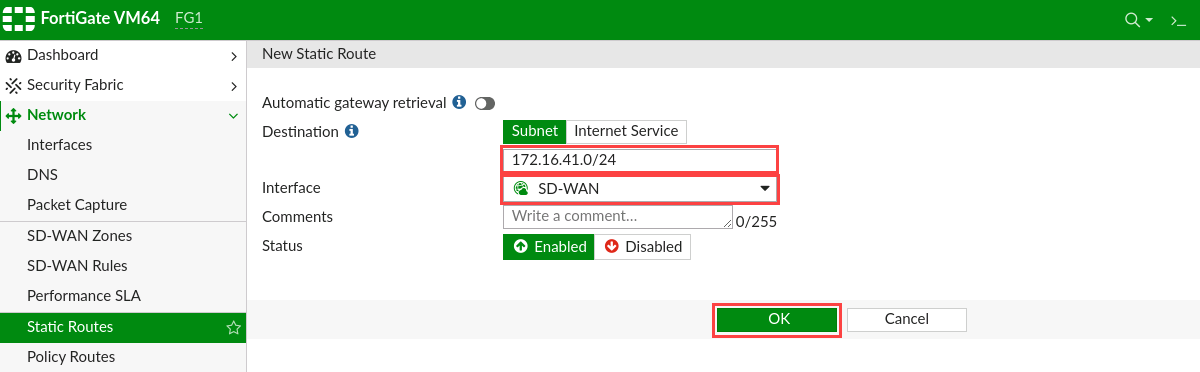 FortiGate VM64 FG1
>_
Dashboard
Security Fabric
Network
Interfaces
DNS
Packet Capture
SD-WAN Zones
SD-WAN Rules
Performance SLA
Static Routes
Policy Routes
New Static Route
Automatic gateway retrieval
Destination Subnet Internet Service
172.16.41.0/24
Interface SD-WAN
Comments Write a comment... 0/255
Status Enabled Disabled
OK Cancel